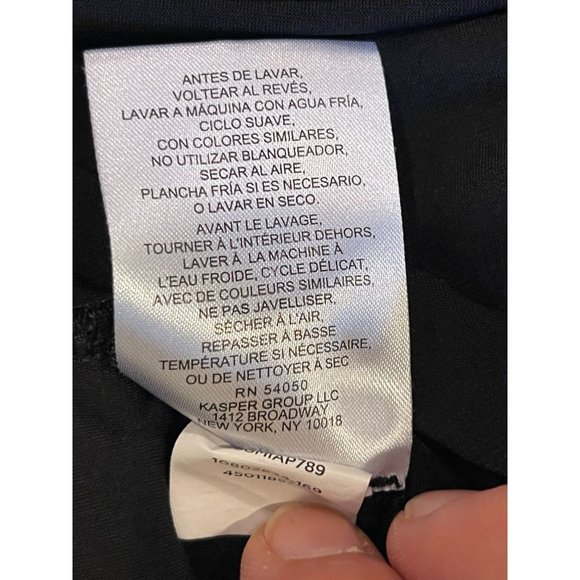 ANTES DE LAVAR,
VOLTEAR AL REVÉS,
LAVAR A MÁQUINA CON AGUA FRÍA,
CICLO SUAVE,
CON COLORES SIMILARES,
NO UTILIZAR BLANQUEADOR,
SECAR AL AIRE,
PLANCHA FRÍA SI ES NECESARIO,
O LAVAR EN SECO.
AVANT LE LAVAGE,
TOURNER À L'INTÉRIEUR DEHORS,
LAVER À LA MACHINE À
L'EAU FROIDE, CYCLE DÉLICAT,
AVEC DE COULEURS SIMILAIRES,
NE PAS JAVELLISER,
SÉCHER À L'AIR,
REPASSER À BASSE
TEMPÉRATURE SI NÉCESSAIRE,
OU DE NETTOYER À SEC
RN 54050
KASPER GROUP LLC
1412 BROADWAY
NEW YORK, NY 10018